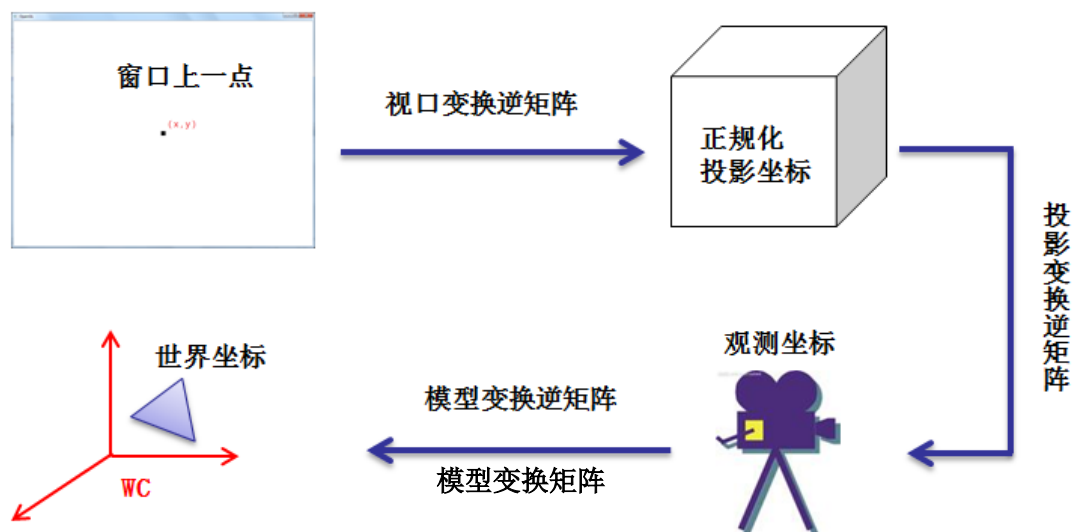 窗口上一点
(x,y)
视口变换逆矩阵
正规化
投影坐标
投影变换逆矩阵
世界坐标
观测坐标
模型变换逆矩阵
模型变换矩阵
WC